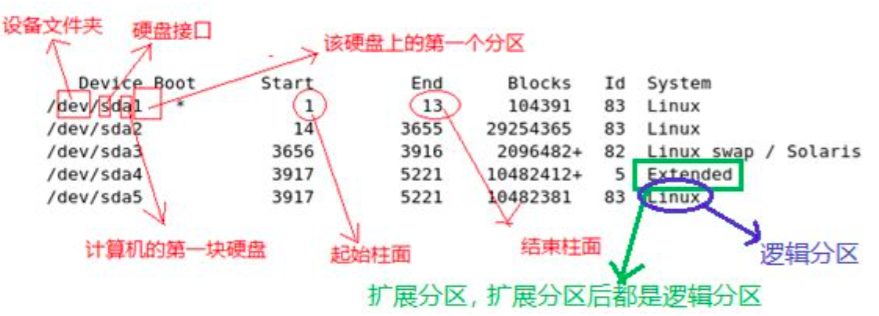 设备文件夹
硬盘接口
该硬盘上的第一个分区
Device Boot Start End Blocks Id System
/dev/sda1 * 1 13 104391 83 Linux
/dev/sda2 14 3655 29254365 83 Linux
/dev/sda3 3656 3916 2096482+ 82 Linux swap / Solaris
/dev/sda4 3917 5221 10482412+ 5 Extended
/dev/sda5 3917 5221 10482381 83 Linux
计算机的第一块硬盘
起始柱面
结束柱面
逻辑分区
扩展分区，扩展分区后都是逻辑分区